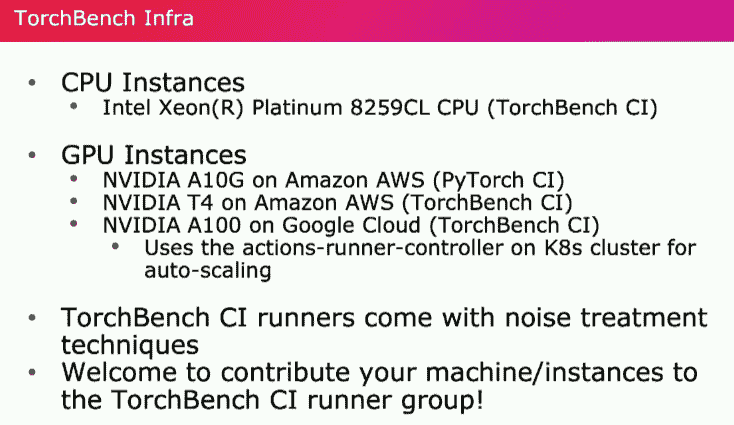 TorchBench Infra
• CPU Instances
• Intel Xeon(R) Platinum 8259CL CPU (TorchBench CI)
• GPU Instances
• NVIDIA A10G on Amazon AWS (PyTorch CI)
• NVIDIA T4 on Amazon AWS (TorchBench CI)
• NVIDIA A100 on Google Cloud (TorchBench CI)
• Uses the actions-runner-controller on K8s cluster for
auto-scaling
• TorchBench CI runners come with noise treatment
techniques
• Welcome to contribute your machine/instances to
the TorchBench CI runner group!